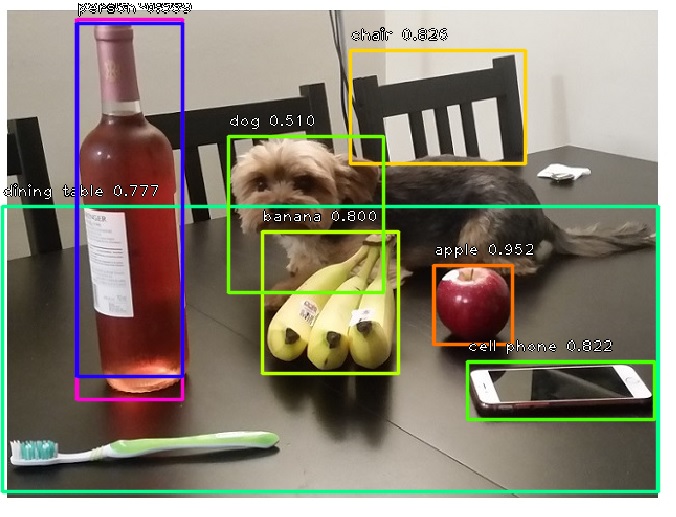 chair 0.826
dog 0.510
dining table 0.777
banana 0.800
apple 0.952
cell phone 0.822